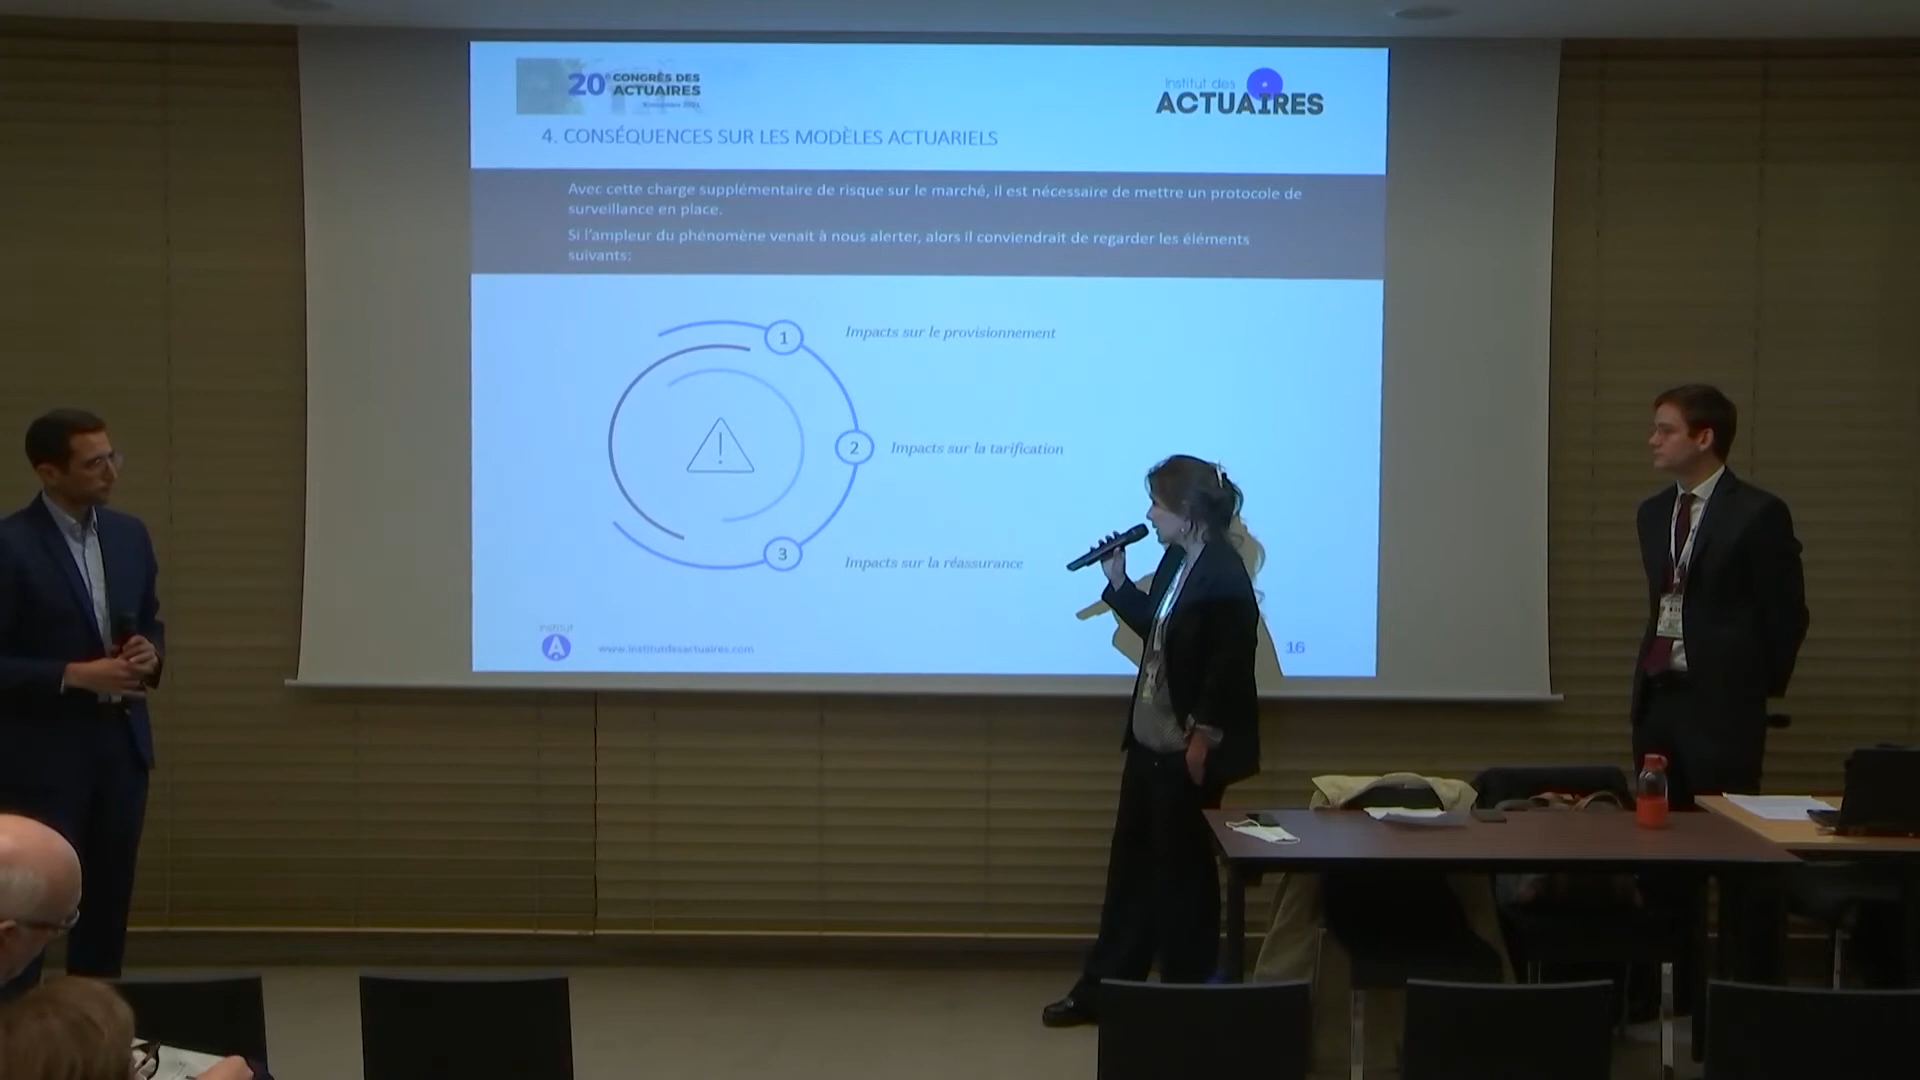 20e CONGRÈS DES
ACTUAIRES
Institut des
ACTUAIRES
4. CONSÉQUENCES SUR LES MODÈLES ACTUARIELS
Avec cette charge supplémentaire de risque sur le marché, il est nécessaire de mettre un protocole de
surveillance en place.
Si l'ampleur du phénomène venait à nous alerter, alors il conviendrait de regarder les éléments
suivants:
1
Impacts sur le provisionnement
2
Impacts sur la tarification
3
Impacts sur la réassurance
A
www.institutdesactuaires.com
16